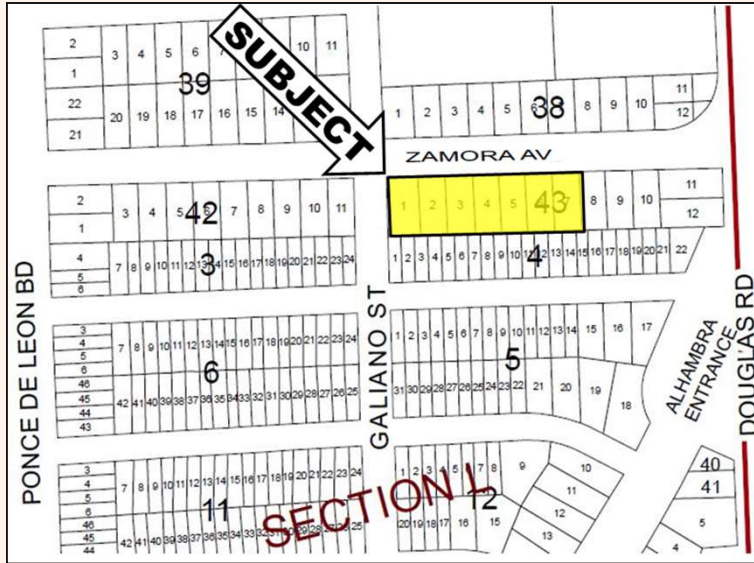 2 3 4 5 6 10 11
1
39
22 20 19 18 17 16 15 14
21
SUBJECT
1 2 3 4 5 6 38 8 9 10 11
12
ZAMORA AV
2 3 4 5 6 7 8 9 10 11
1
42
1 2 3 4 5 43 7 8 9 10 11
12
4 7 8 9 10 11 12 13 14 15 16 17 18 19 20 21 22 23 24
5
6
3
1 2 3 4 5 6 7 8 9 10 11 12 13 14 15 16 17 18 19 20 21 22
4
PONCE DE LEON BD
GALIANO ST
3 7 8 9 10 11 12 13 14 15 16 17 18 19 20 21 22 23 24
4
5
6
6
46 42 41 40 39 38 37 36 35 34 33 32 31 30 29 28 27 26 25
45
44
43
1 2 3 4 5 6 7 8 9 10 11 12 13 14 15 16 17
5
31 30 29 28 27 26 25 24 23 22 21 20 19
18
ALHAMBRA
ENTRANCE
DOUGLAS RD
3 7 8 9 10 11 12 13 14 15 16 17 18 19 20 21 22 23 24
4
5
6
11
46 42 41 40 39 38 37 36 35 34 33 32 31 30 29 28 27 26 25
45
44
SECTION L
1 2 3 4 5 6 7 8 9 10
11
12
12
20 19 18 17 16 15 13
40
41
5
4